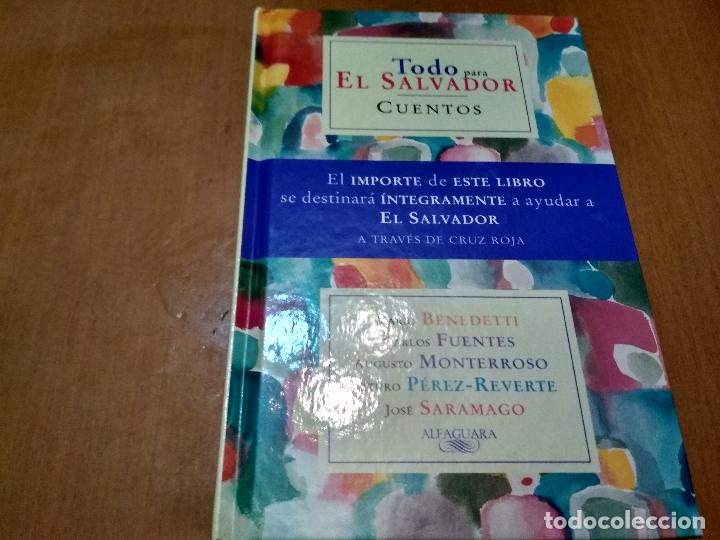 Todo para
EL SALVADOR
CUENTOS
El IMPORTE de ESTE LIBRO
se destinará ÍNTEGRAMENTE a ayudar a
EL SALVADOR
A TRAVÉS DE CRUZ ROJA
BENEDETTI
FUENTES
AUGUSTO MONTERROSO
PÉREZ-REVERTE
JOSÉ SARAMAGO
ALFAGUARA
todocoleccion